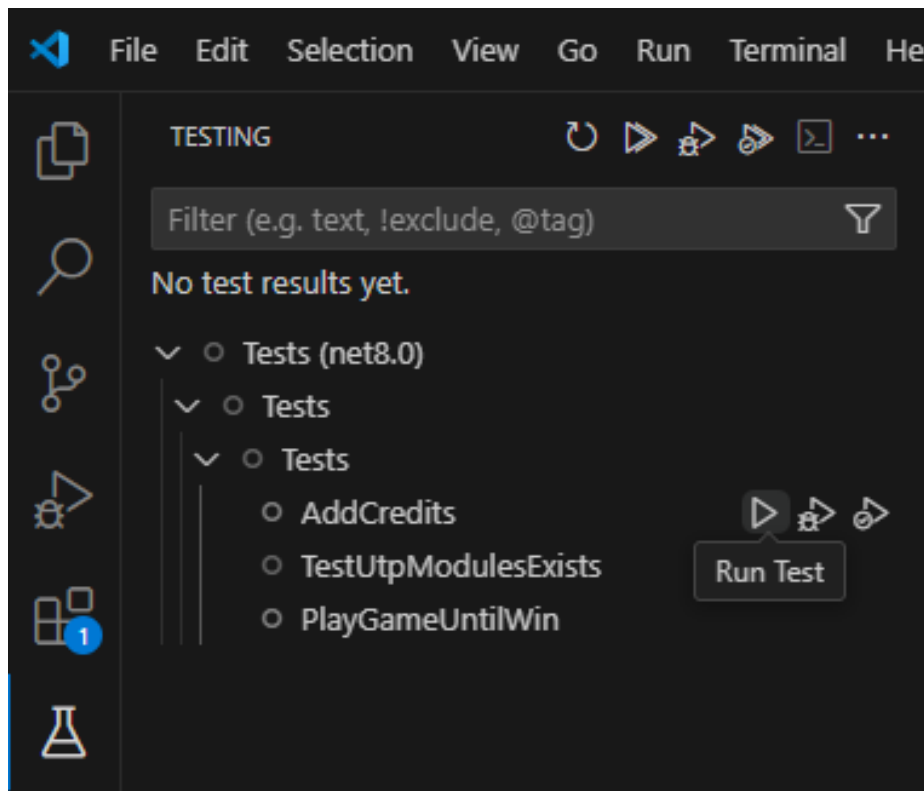 File Edit Selection View Go Run Terminal He
TESTING
Filter (e.g. text, !exclude, @tag)
No test results yet.
Tests (net8.0)
Tests
Tests
AddCredits
Run Test
TestUtpModulesExists
PlayGameUntilWin
1